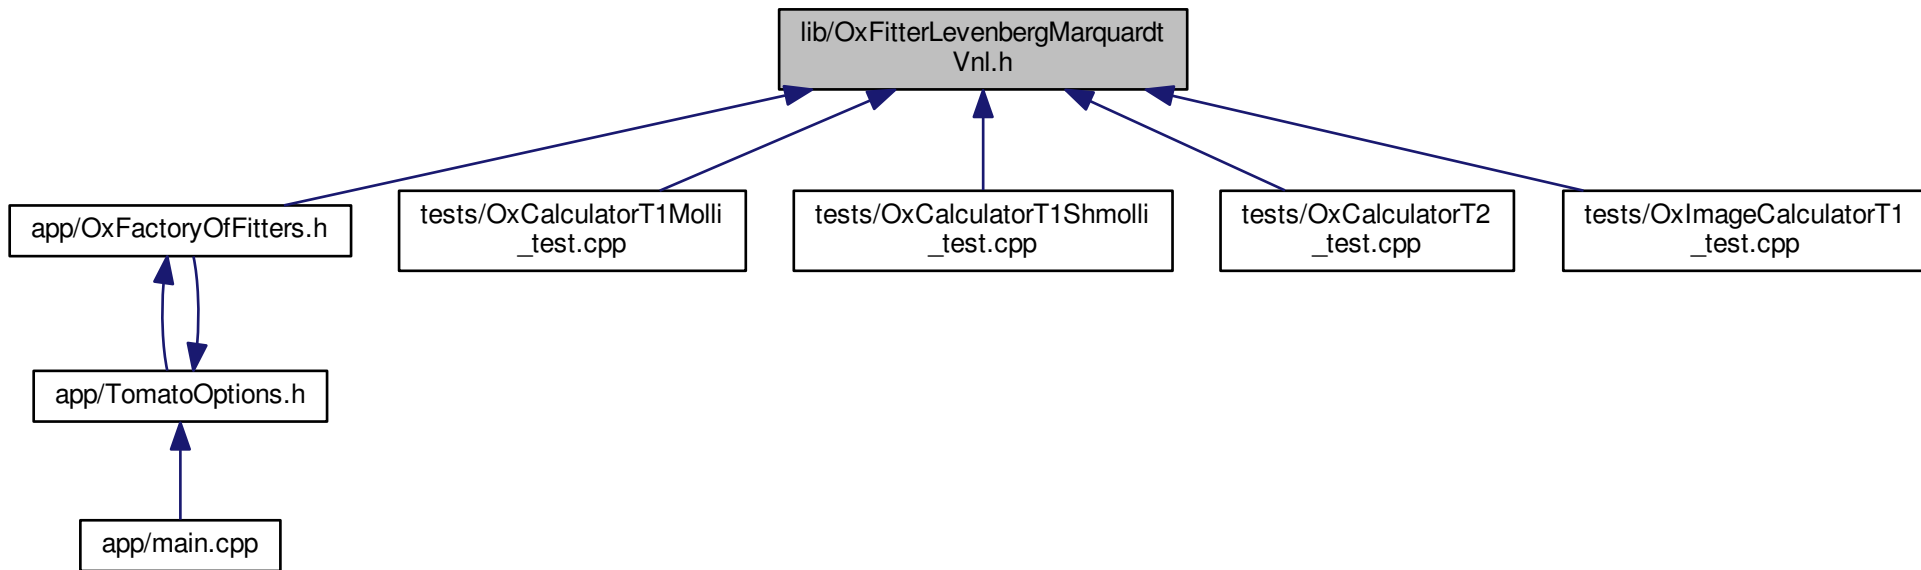 lib/OxFitterLevenbergMarquardt
Vnl.h
app/OxFactoryOfFitters.h
tests/OxCalculatorT1Molli
_test.cpp
tests/OxCalculatorT1Shmolli
_test.cpp
tests/OxCalculatorT2
_test.cpp
tests/OxImageCalculatorT1
_test.cpp
app/TomatoOptions.h
app/main.cpp